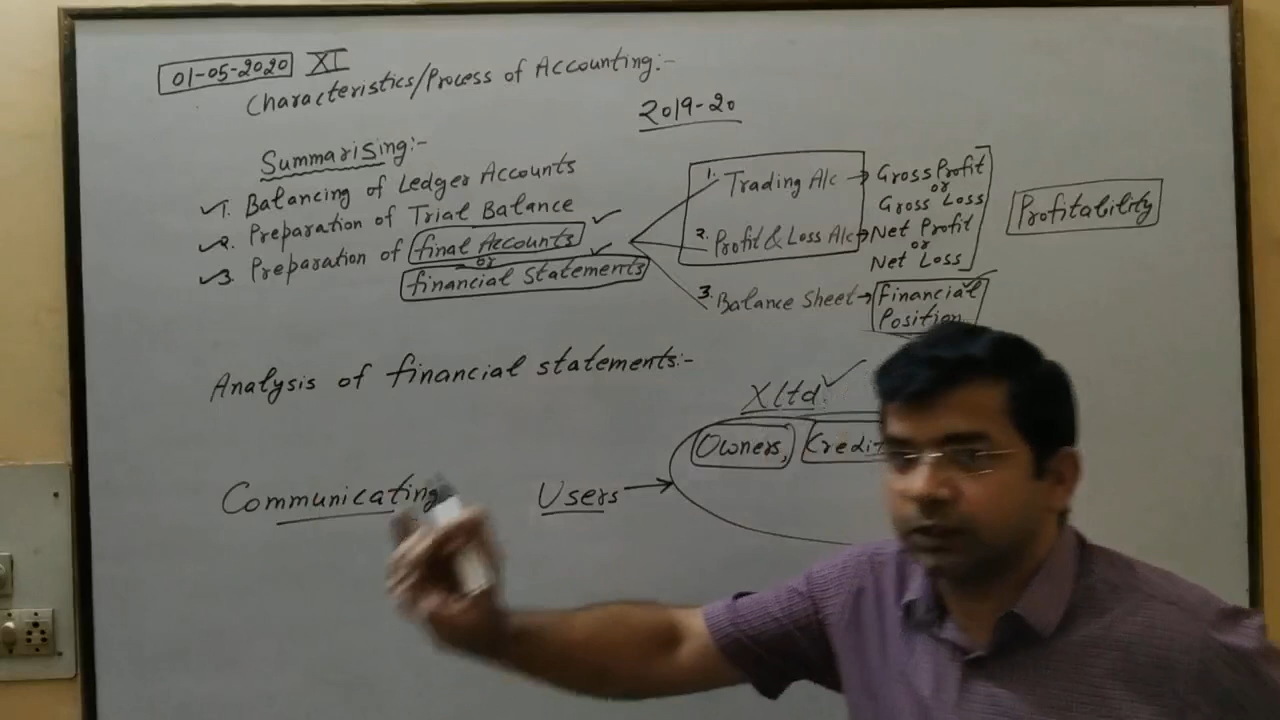 01-05-2020 XI
Characteristics/Process of Accounting:-
2019-20
Summarising:-
1. Balancing of Ledger Accounts
2. Preparation of Trial Balance
3. Preparation of final Accounts
or
financial Statements
1. Trading A/c → Gross Profit
or
Gross Loss
2. Profit & Loss A/c → Net Profit
or
Net Loss
Profitability
3. Balance Sheet → Financial
Position
Analysis of financial statements:-
X Ltd.
Owners,
Communicating Users →